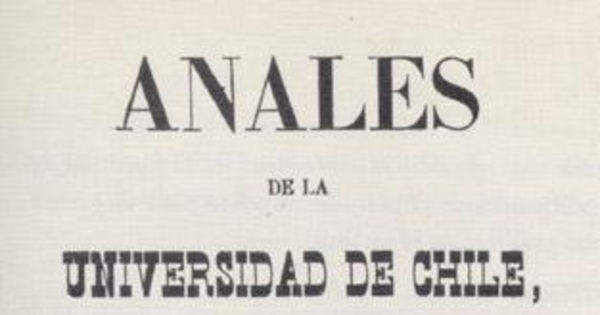 ANALES
DE LA
UNIVERSIDAD DE CHILE,